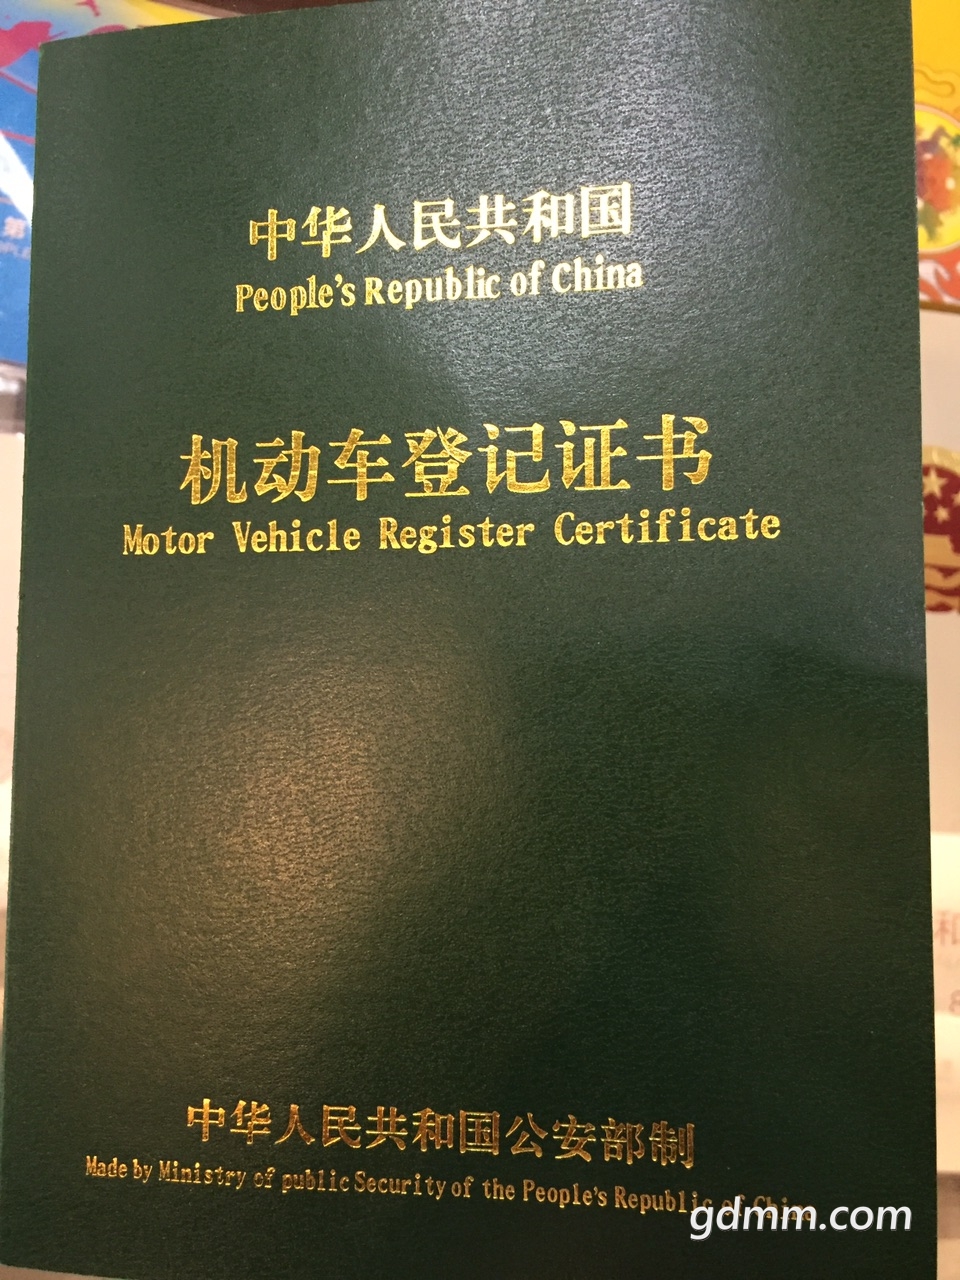 中华人民共和国
People's Republic of China
机动车登记证书
Motor Vehicle Register Certificate
中华人民共和国公安部制
Made by Ministry of public Security of the People's Republic of China
gdmm.com
第
和